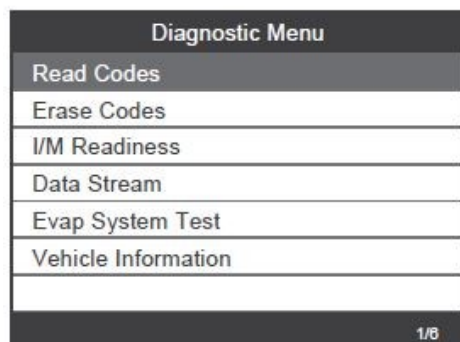 Diagnostic Menu
Read Codes
Erase Codes
I/M Readiness
Data Stream
Evap System Test
Vehicle Information
1/6